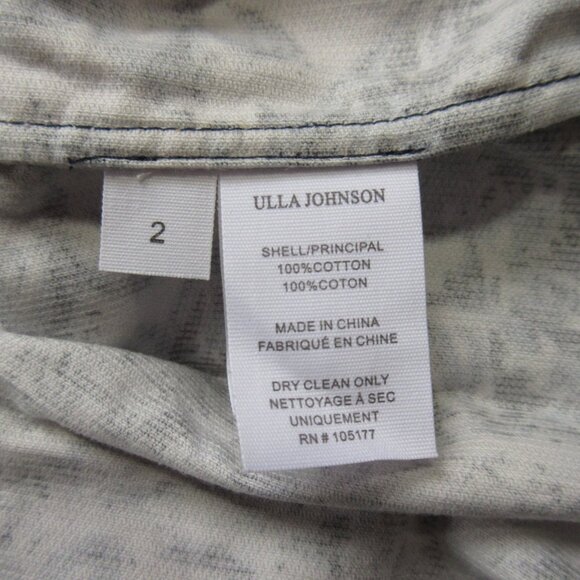 2
ULLA JOHNSON
SHELL/PRINCIPAL
100%COTTON
100%COTON
MADE IN CHINA
FABRIQUÉ EN CHINE
DRY CLEAN ONLY
NETTOYAGE À SEC
UNIQUEMENT
RN # 105177